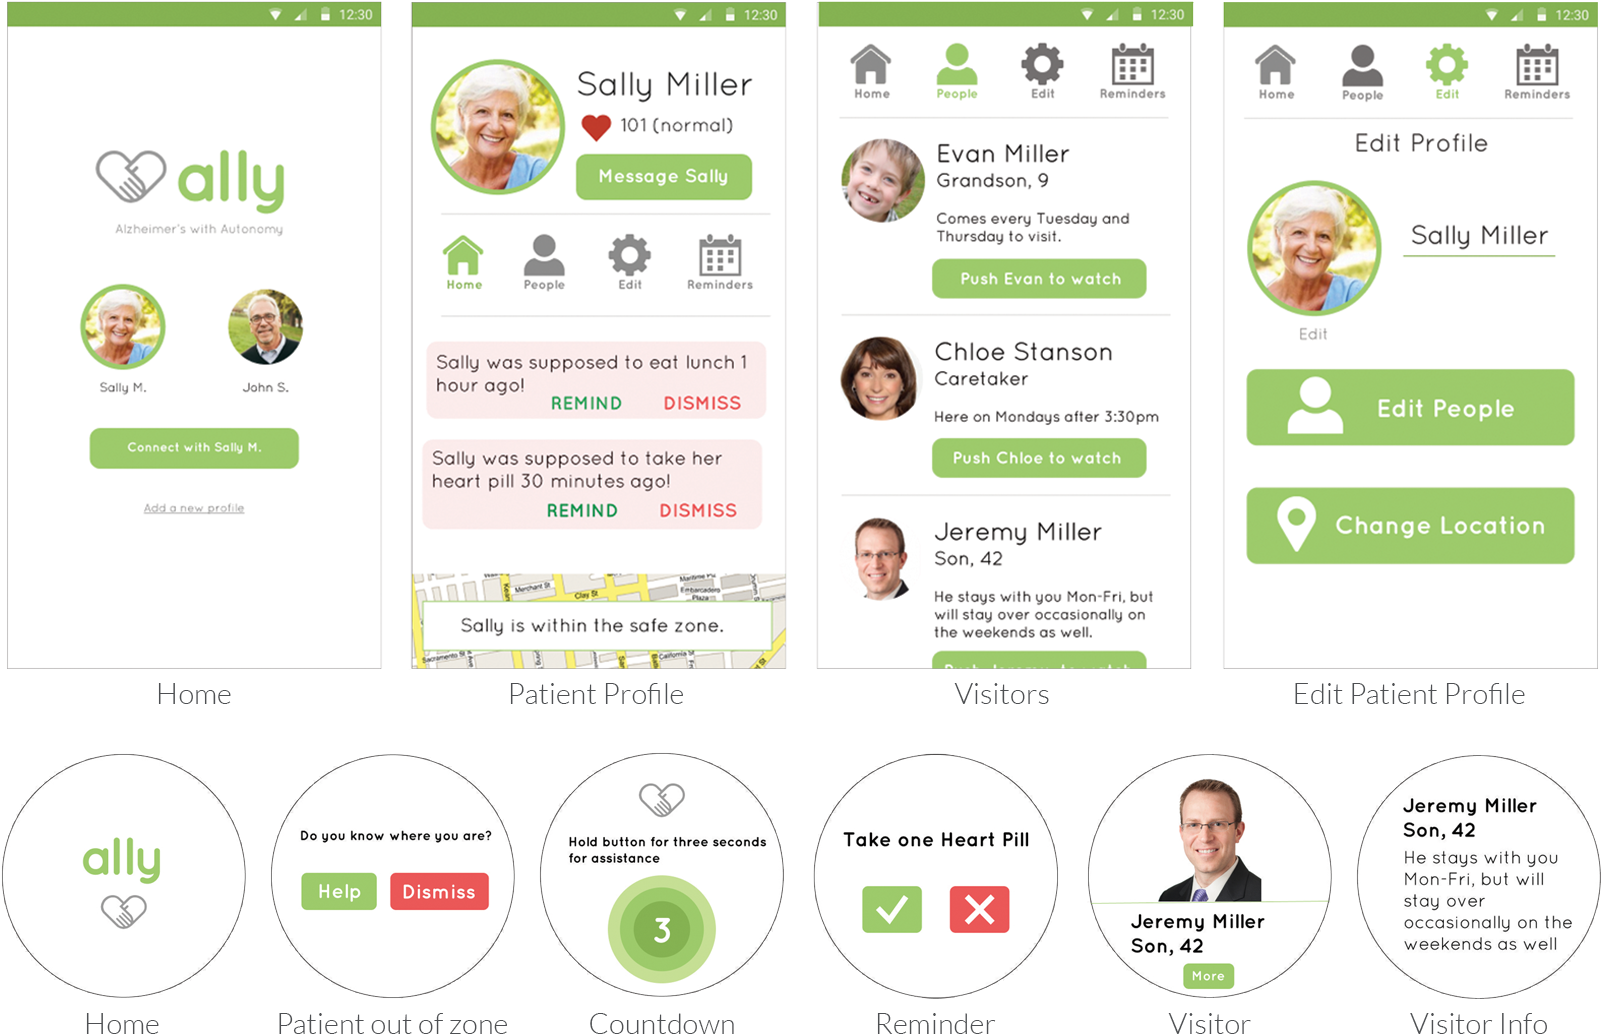 12:30
ally
Alzheimer's with Autonomy
Sally M.
John S.
Connect with Sally M.
Add a new profile
Home
12:30
Sally Miller
101 (normal)
Message Sally
Home
People
Edit
Reminders
Sally was supposed to eat lunch 1
hour ago!
REMIND
DISMISS
Sally was supposed to take her
heart pill 30 minutes ago!
REMIND
DISMISS
Merchant St
Clay St
Maritime Plz
Embarcadero
Plaza
Sally is within the safe zone.
Sacramento St
California St
Patient Profile
12:30
Home
People
Edit
Reminders
Evan Miller
Grandson, 9
Comes every Tuesday and
Thursday to visit.
Push Evan to watch
Chloe Stanson
Caretaker
Here on Mondays after 3:30pm
Push Chloe to watch
Jeremy Miller
Son, 42
He stays with you Mon-Fri, but
will stay over occasionally on
the weekends as well.
Push Jeremy to watch
Visitors
12:30
Home
People
Edit
Reminders
Edit Profile
Sally Miller
Edit
Edit People
Change Location
Edit Patient Profile
ally
Home
Do you know where you are?
Help
Dismiss
Patient out of zone
Hold button for three seconds
for assistance
3
Countdown
Take one Heart Pill
Reminder
Jeremy Miller
Son, 42
More
Visitor
Jeremy Miller
Son, 42
He stays with you
Mon-Fri, but will
stay over
occasionally on the
weekends as well
Visitor Info